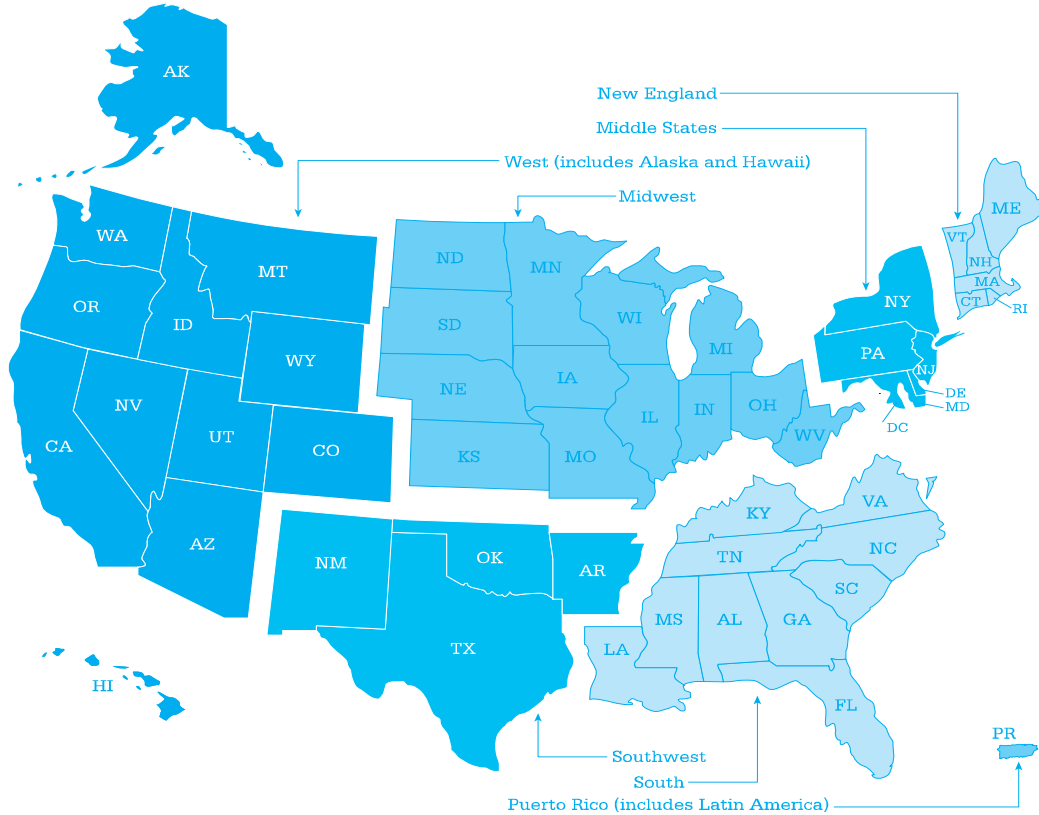 AK
New England
Middle States
West (includes Alaska and Hawaii)
Midwest
ME
VT
WA
ND
MN
NH
MT
MA
CT
NY
OR
RI
ID
SD
WI
MI
PA
WY
NJ
IA
NE
DE
NV
OH
IN
MD
IL
UT
WV
DC
CA
CO
KS
MO
VA
KY
AZ
NC
TN
OK
NM
AR
SC
MS
AL
GA
TX
LA
HI
FL
PR
Southwest
South
Puerto Rico (includes Latin America)